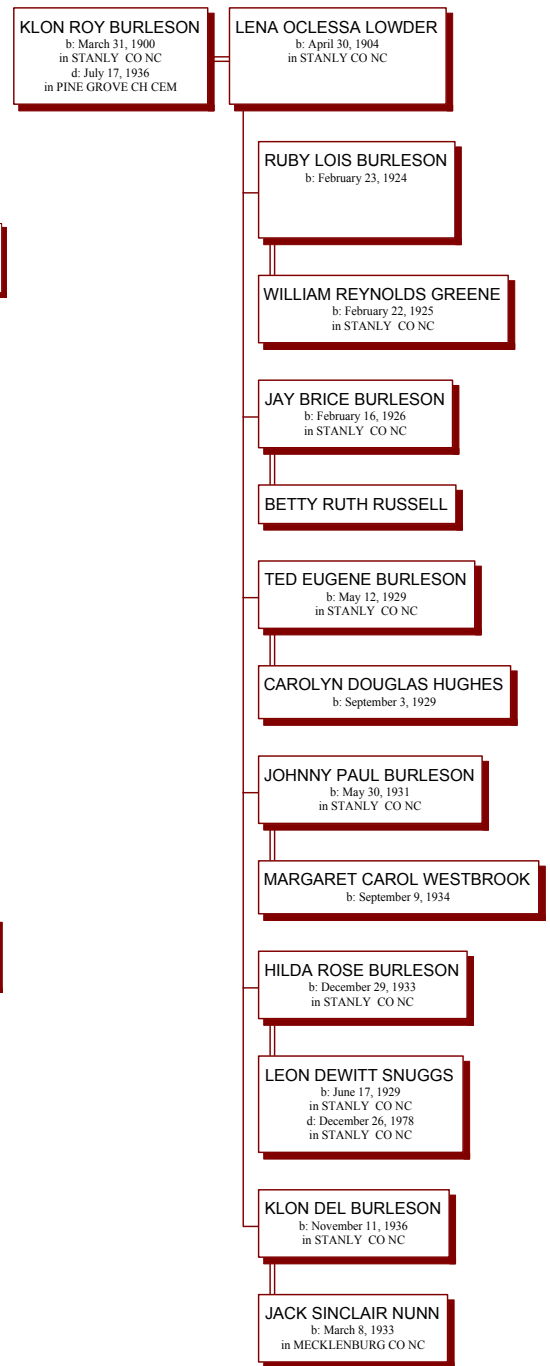 KLON ROY BURLESON
b: March 31, 1900
in STANLY CO NC
d: July 17, 1936
in PINE GROVE CH CEM
LENA OCLESSA LOWDER
b: April 30, 1904
in STANLY CO NC
RUBY LOIS BURLESON
b: February 23, 1924
WILLIAM REYNOLDS GREENE
b: February 22, 1925
in STANLY CO NC
JAY BRICE BURLESON
b: February 16, 1926
in STANLY CO NC
BETTY RUTH RUSSELL
TED EUGENE BURLESON
b: May 12, 1929
in STANLY CO NC
CAROLYN DOUGLAS HUGHES
b: September 3, 1929
JOHNNY PAUL BURLESON
b: May 30, 1931
in STANLY CO NC
MARGARET CAROL WESTBROOK
b: September 9, 1934
HILDA ROSE BURLESON
b: December 29, 1933
in STANLY CO NC
LEON DEWITT SNUGGS
b: June 17, 1929
in STANLY CO NC
d: December 26, 1978
in STANLY CO NC
KLON DEL BURLESON
b: November 11, 1936
in STANLY CO NC
JACK SINCLAIR NUNN
b: March 8, 1933
in MECKLENBURG CO NC